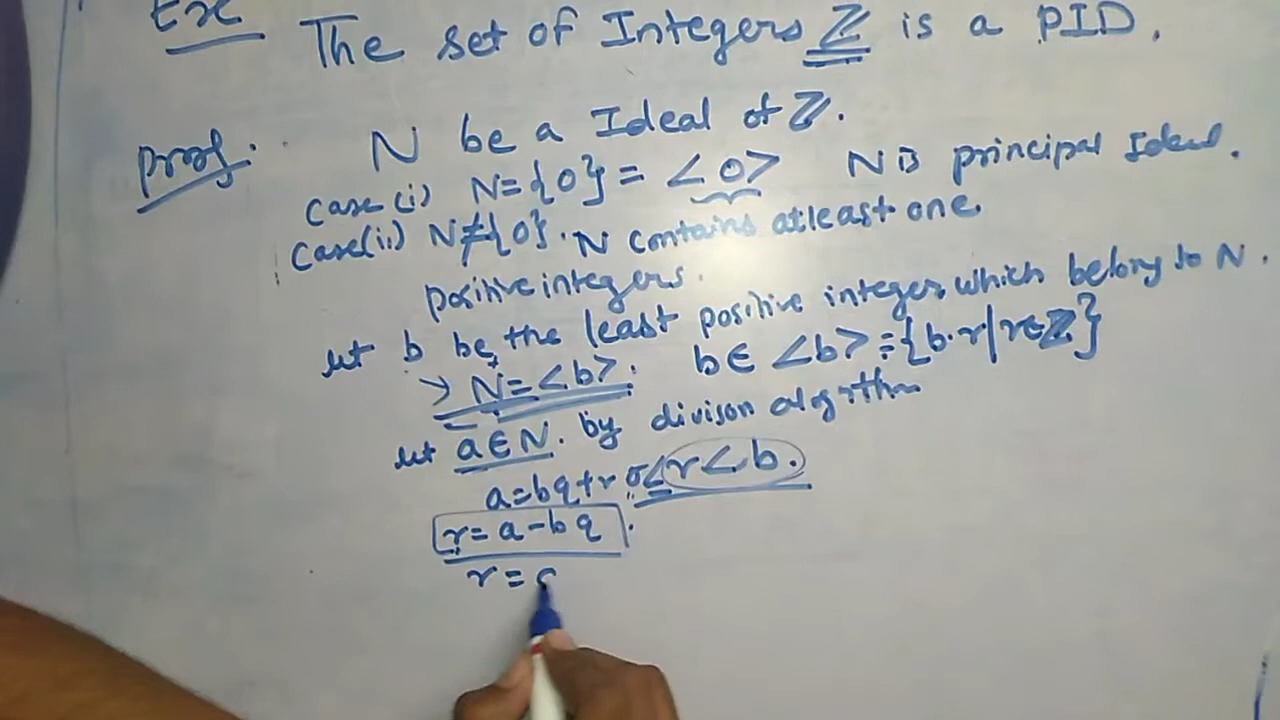 Ex The set of Integers ℤ is a PID.
Proof. N be a Ideal of ℤ.
Case(i) N={0}=<0> N is principal Ideal.
Case(ii) N≠{0}. N contains atleast one
positive integers.
let b be the least positive integer which belong to N.
→ N=<b>. b∈<b>={b.r|r∈ℤ}
let a∈N. by divison algorthm
a=bq+r 0≤r<b.
r=a-bq.
r=